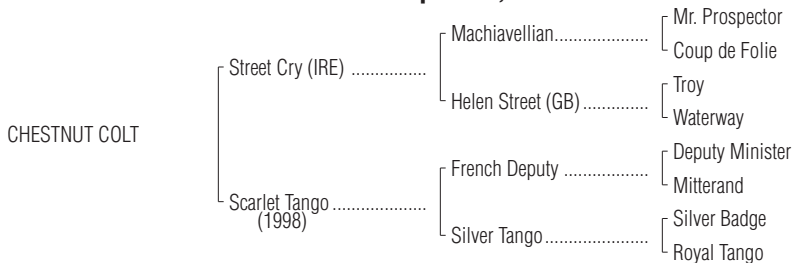 Mr. Prospector
Machiavellian.....................
Coup de Folie
Street Cry (IRE) ................
Troy
Helen Street (GB)..............
Waterway
CHESTNUT COLT
Deputy Minister
French Deputy ..................
Mitterand
Scarlet Tango ....................
(1998)
Silver Badge
Silver Tango......................
Royal Tango